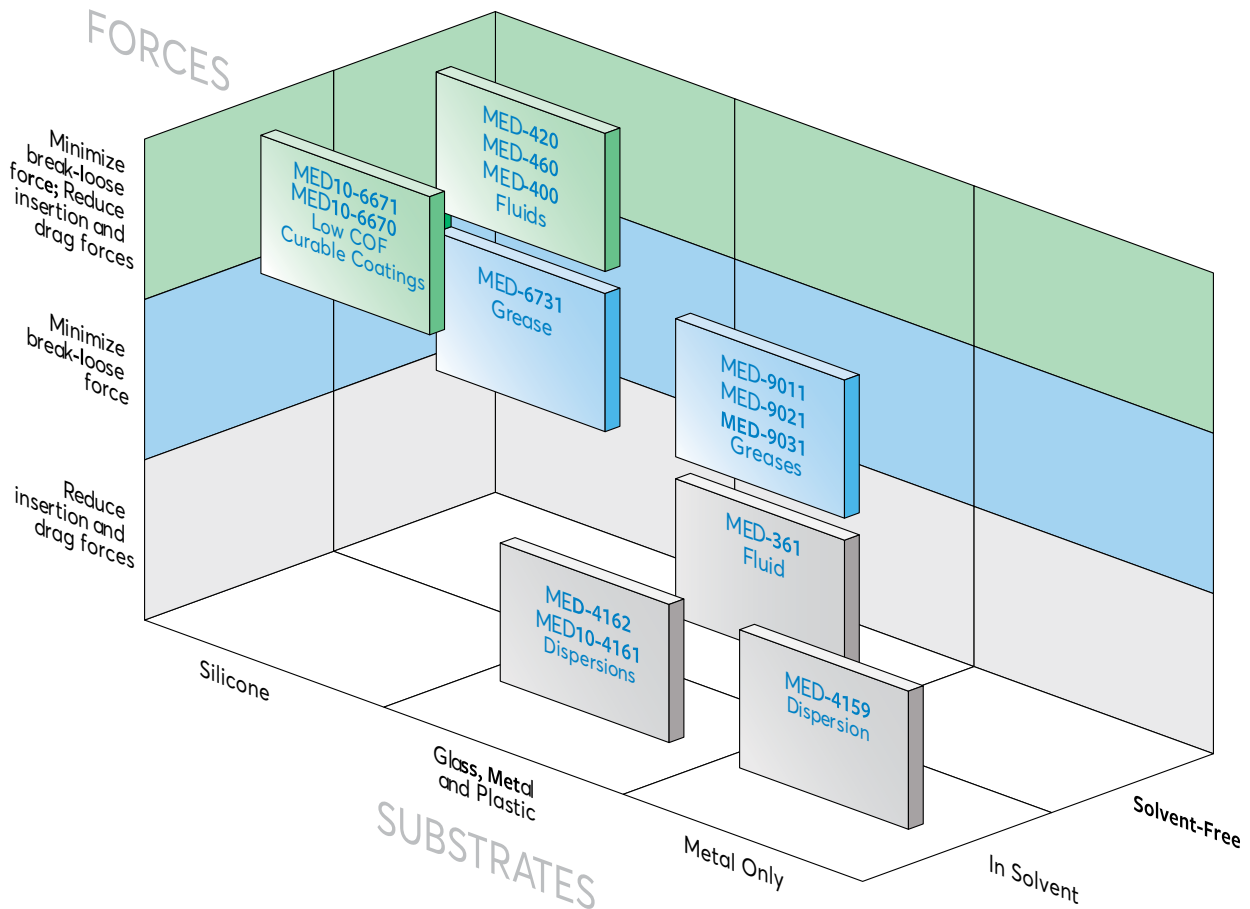 FORCES
Minimize
break-loose
force; Reduce
insertion and
drag forces
Minimize
break-loose
force
Reduce
insertion and
drag forces
MED-420
MED-460
MED-400
Fluids
MED10-6671
MED10-6670
Low COF
Curable Coatings
MED-6731
Grease
MED-9011
MED-9021
MED-9031
Greases
MED-361
Fluid
MED-4162
MED10-4161
Dispersions
MED-4159
Dispersion
Silicone
Glass, Metal
and Plastic
Metal Only
SUBSTRATES
In Solvent
Solvent-Free